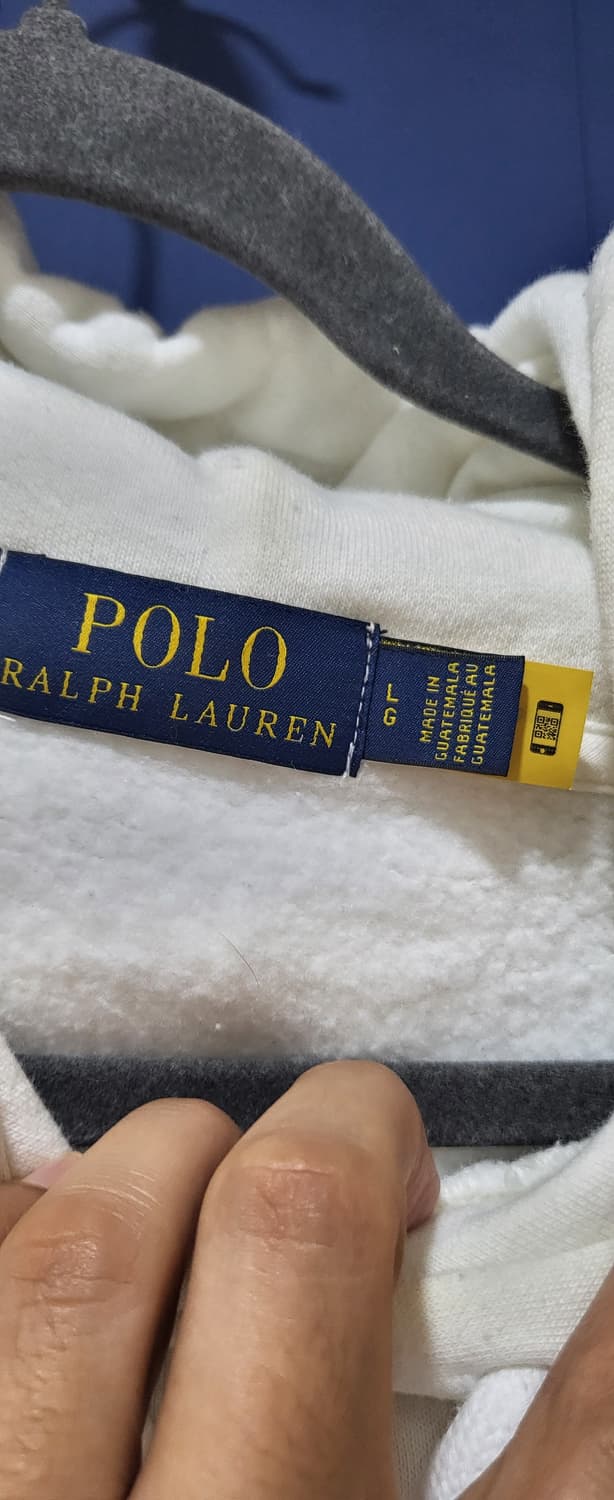 POLO
RALPH LAUREN
L
G
MADE IN
GUATEMALA
FABRIQUÉ AU
GUATEMALA